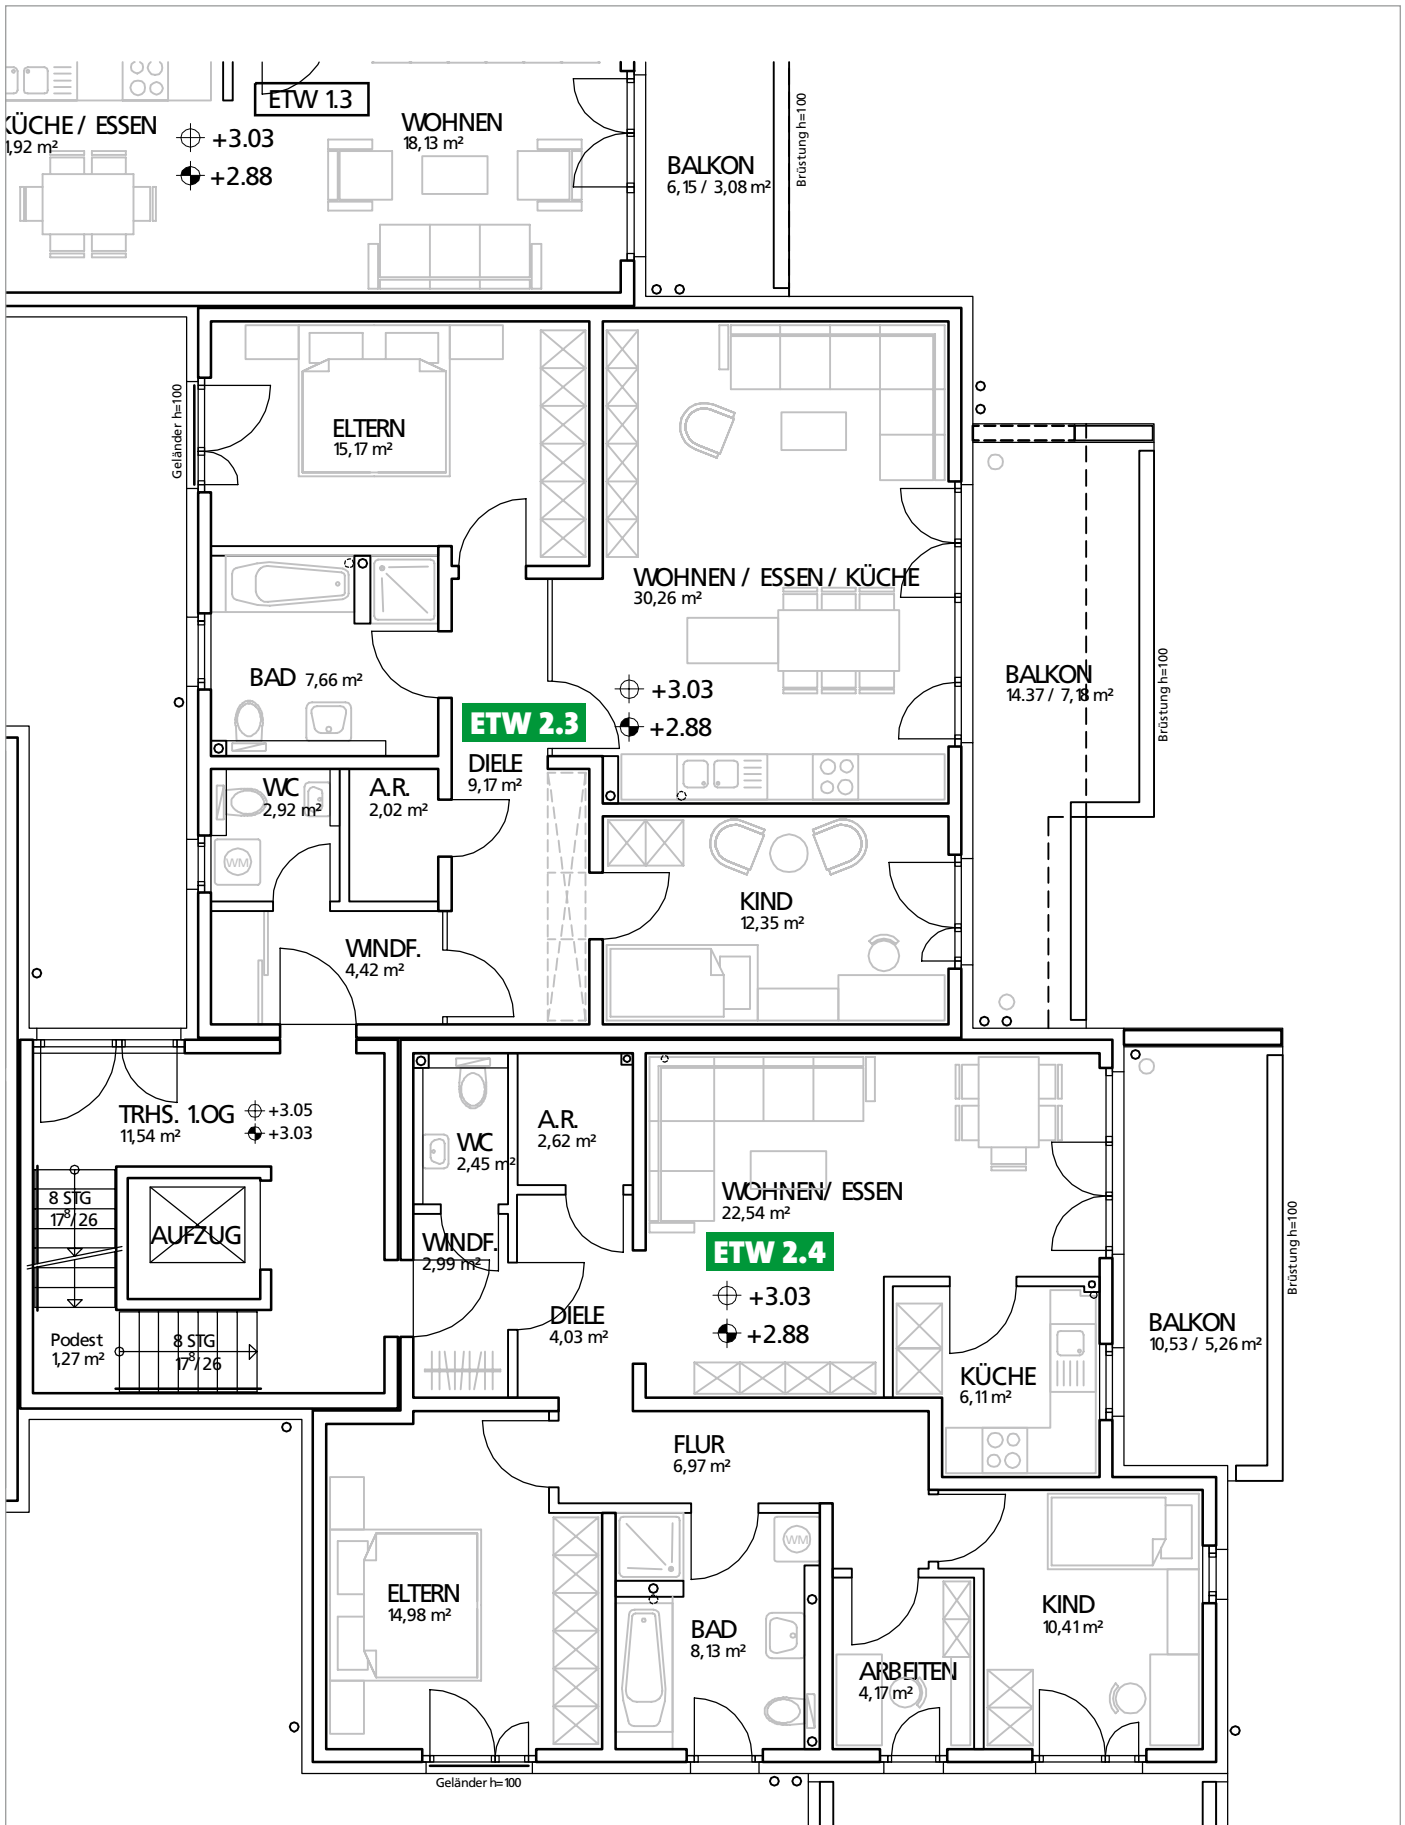 ETW 1.3
KÜCHE / ESSEN
1,92 m²
+3.03
+2.88
WOHNEN
18,13 m²
BALKON
6,15 / 3,08 m²
Brüstung h=100
Geländer h=100
ELTERN
15,17 m²
WOHNEN / ESSEN / KÜCHE
30,26 m²
BAD 7,66 m²
+3.03
+2.88
ETW 2.3
BALKON
14.37 / 7,18 m²
Brüstung h=100
DIELE
9,17 m²
WC
2,92 m²
A.R.
2,02 m²
WM
KIND
12,35 m²
WINDF.
4,42 m²
TRHS. 1.OG
11,54 m²
+3.05
+3.03
WC
2,45 m²
A.R.
2,62 m²
WOHNEN/ ESSEN
22,54 m²
8 STG
17⁸/26
AUFZUG
WINDF.
2,99 m²
ETW 2.4
+3.03
+2.88
Brüstung h=100
DIELE
4,03 m²
BALKON
10,53 / 5,26 m²
Podest
1,27 m²
8 STG
17⁸/26
KÜCHE
6,11 m²
FLUR
6,97 m²
WM
ELTERN
14,98 m²
BAD
8,13 m²
KIND
10,41 m²
ARBEITEN
4,17 m²
Geländer h=100